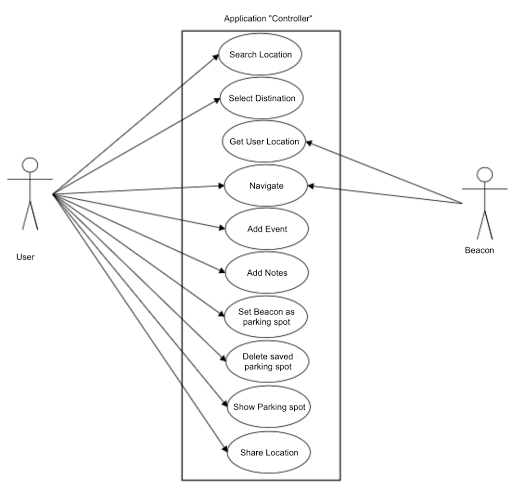 Application "Controller"
Search Location
Select Distination
Get User Location
Navigate
Add Event
Add Notes
Set Beacon as
parking spot
Delete saved
parking spot
Show Parking spot
Share Location
User
Beacon